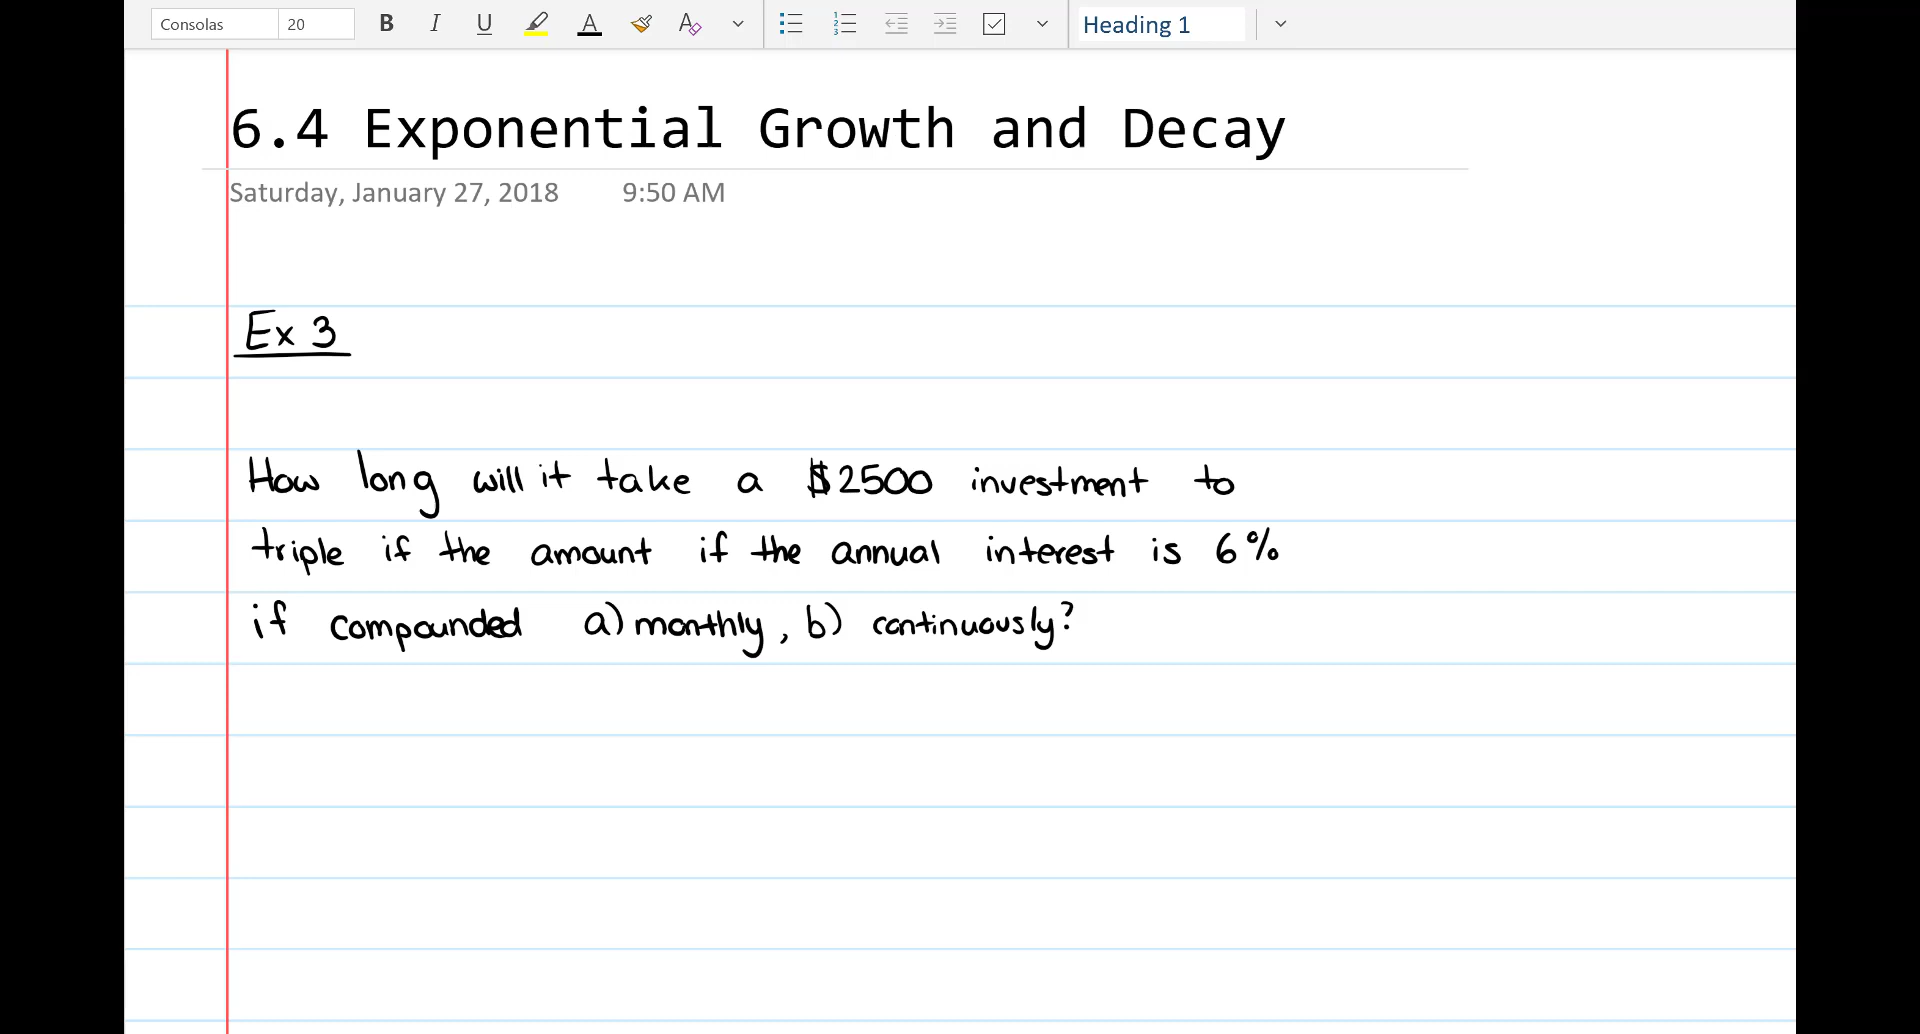 Consolas 20 B I U A A Heading 1
6.4 Exponential Growth and Decay
Saturday, January 27, 2018 9:50 AM
Ex 3
How long will it take a $2500 investment to
triple if the amount if the annual interest is 6%
if compounded a) monthly, b) continuously?